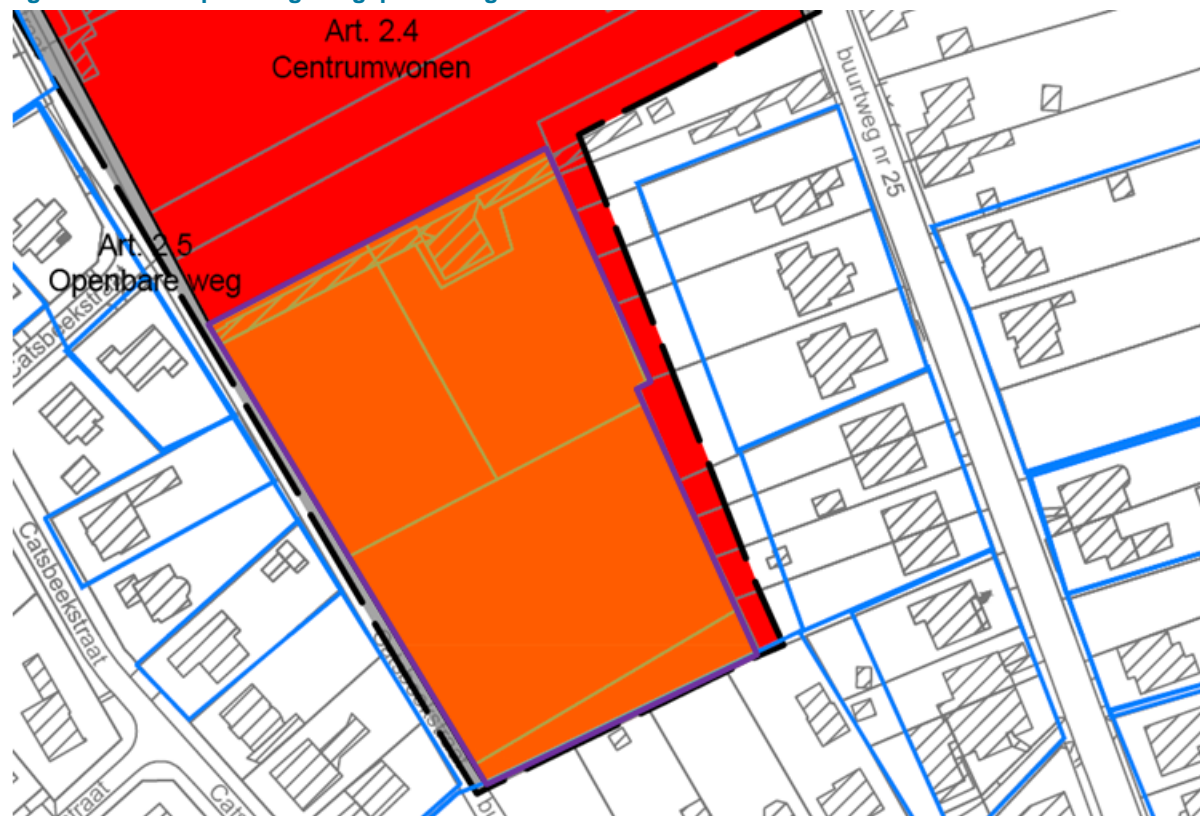 Art. 2.4
Centrumwonen
buurtweg nr 25
Art. 2.5
Openbare weg
Catsbeekstraat
Catsbeekstraat